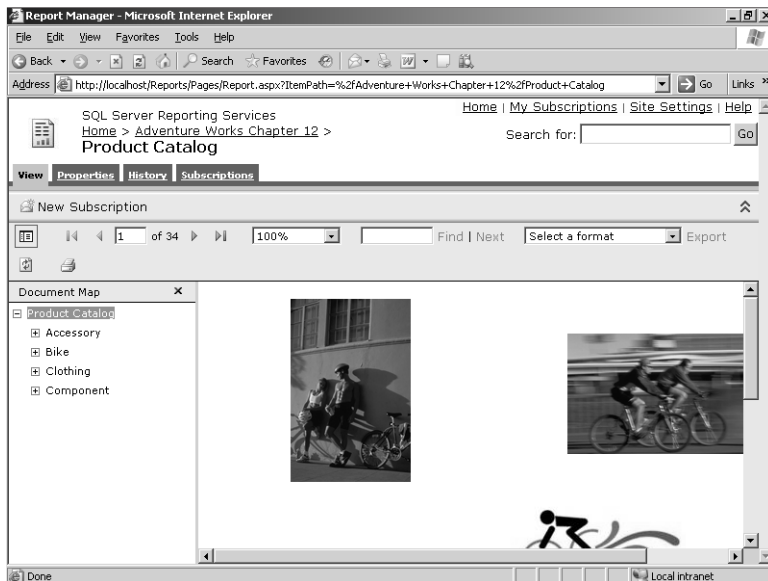 Report Manager - Microsoft Internet Explorer
File Edit View Favorites Tools Help
Back Search Favorites
Address http://localhost/Reports/Pages/Report.aspx?ItemPath=%2fAdventure+Works+Chapter+12%2fProduct+Catalog Go Links »
Home | My Subscriptions | Site Settings | Help
SQL Server Reporting Services
Home > Adventure Works Chapter 12 >
Product Catalog
Search for: Go
View Properties History Subscriptions
New Subscription
1 of 34 100% Find | Next Select a format Export
Document Map ×
Product Catalog
Accessory
Bike
Clothing
Component
Done Local intranet